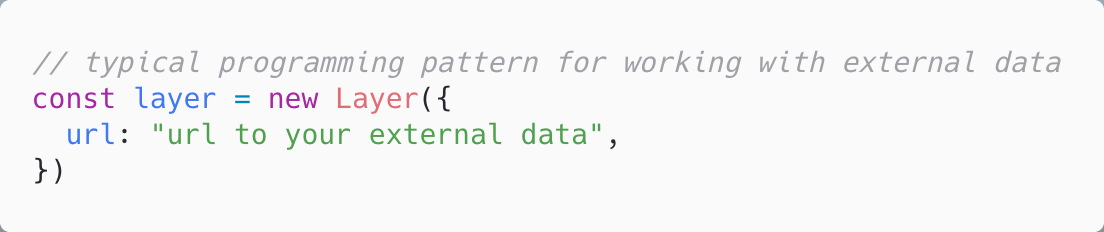 // typical programming pattern for working with external data
const layer = new Layer({
  url: "url to your external data",
})